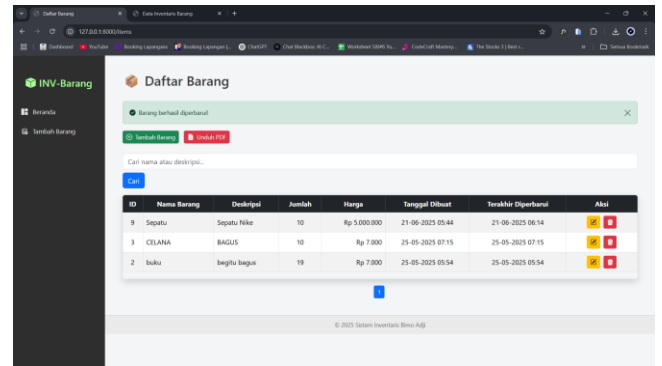 Daftar Barang
Data Inventaris Barang
127.0.0.1:8000/items
Dashboard
YouTube
Booking Lapangan
Booking Lapangan |...
ChatGPT
Semua Bookmark
INV-Barang
Beranda
Tambah Barang
Daftar Barang
Barang berhasil diperbarui!
Tambah Barang
Unduh PDF
Cari nama atau deskripsi...
Cari
ID Nama Barang Deskripsi Jumlah Harga Tanggal Dibuat Terakhir Diperbarui Aksi
9 Sepatu Sepatu Nike 10 Rp 5.000.000 21-06-2025 05:44 21-06-2025 06:14
3 CELANA BAGUS 10 Rp 7.000 25-05-2025 07:15 25-05-2025 07:15
2 buku begitu bagus 19 Rp 7.000 25-05-2025 05:54 25-05-2025 05:54
1
© 2025 Sistem Inventaris Bimo Adji